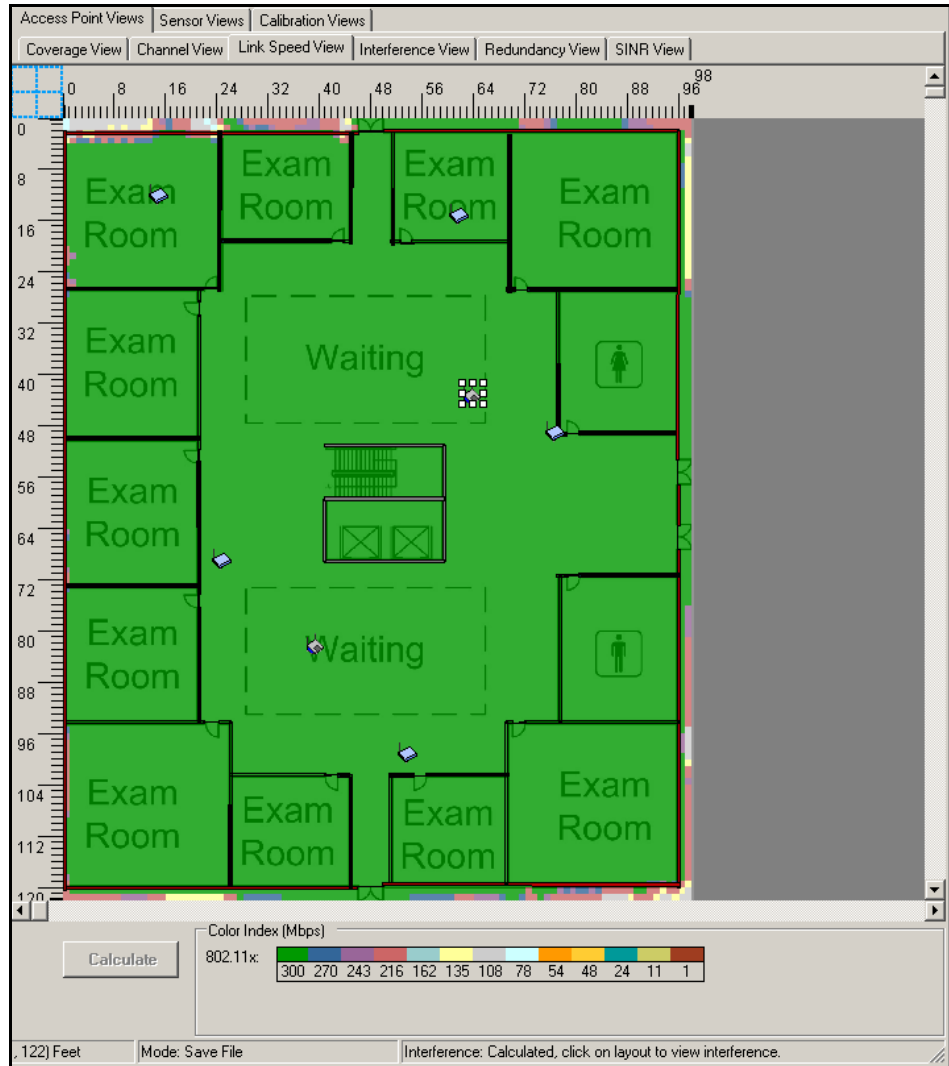 Access Point Views Sensor Views Calibration Views
Coverage View Channel View Link Speed View Interference View Redundancy View SINR View
0 8 16 24 32 40 48 56 64 72 80 88 96 98
0
8
16
24
32
40
48
56
64
72
80
88
96
104
112
120
Exam Room
Exam Room
Exam Room
Exam Room
Exam Room
Waiting
Exam Room
Exam Room
Waiting
Exam Room
Exam Room
Exam Room
Exam Room
Color Index (Mbps)
Calculate
802.11x:
300 270 243 216 162 135 108 78 54 48 24 11 1
, 122) Feet Mode: Save File Interference: Calculated, click on layout to view interference.